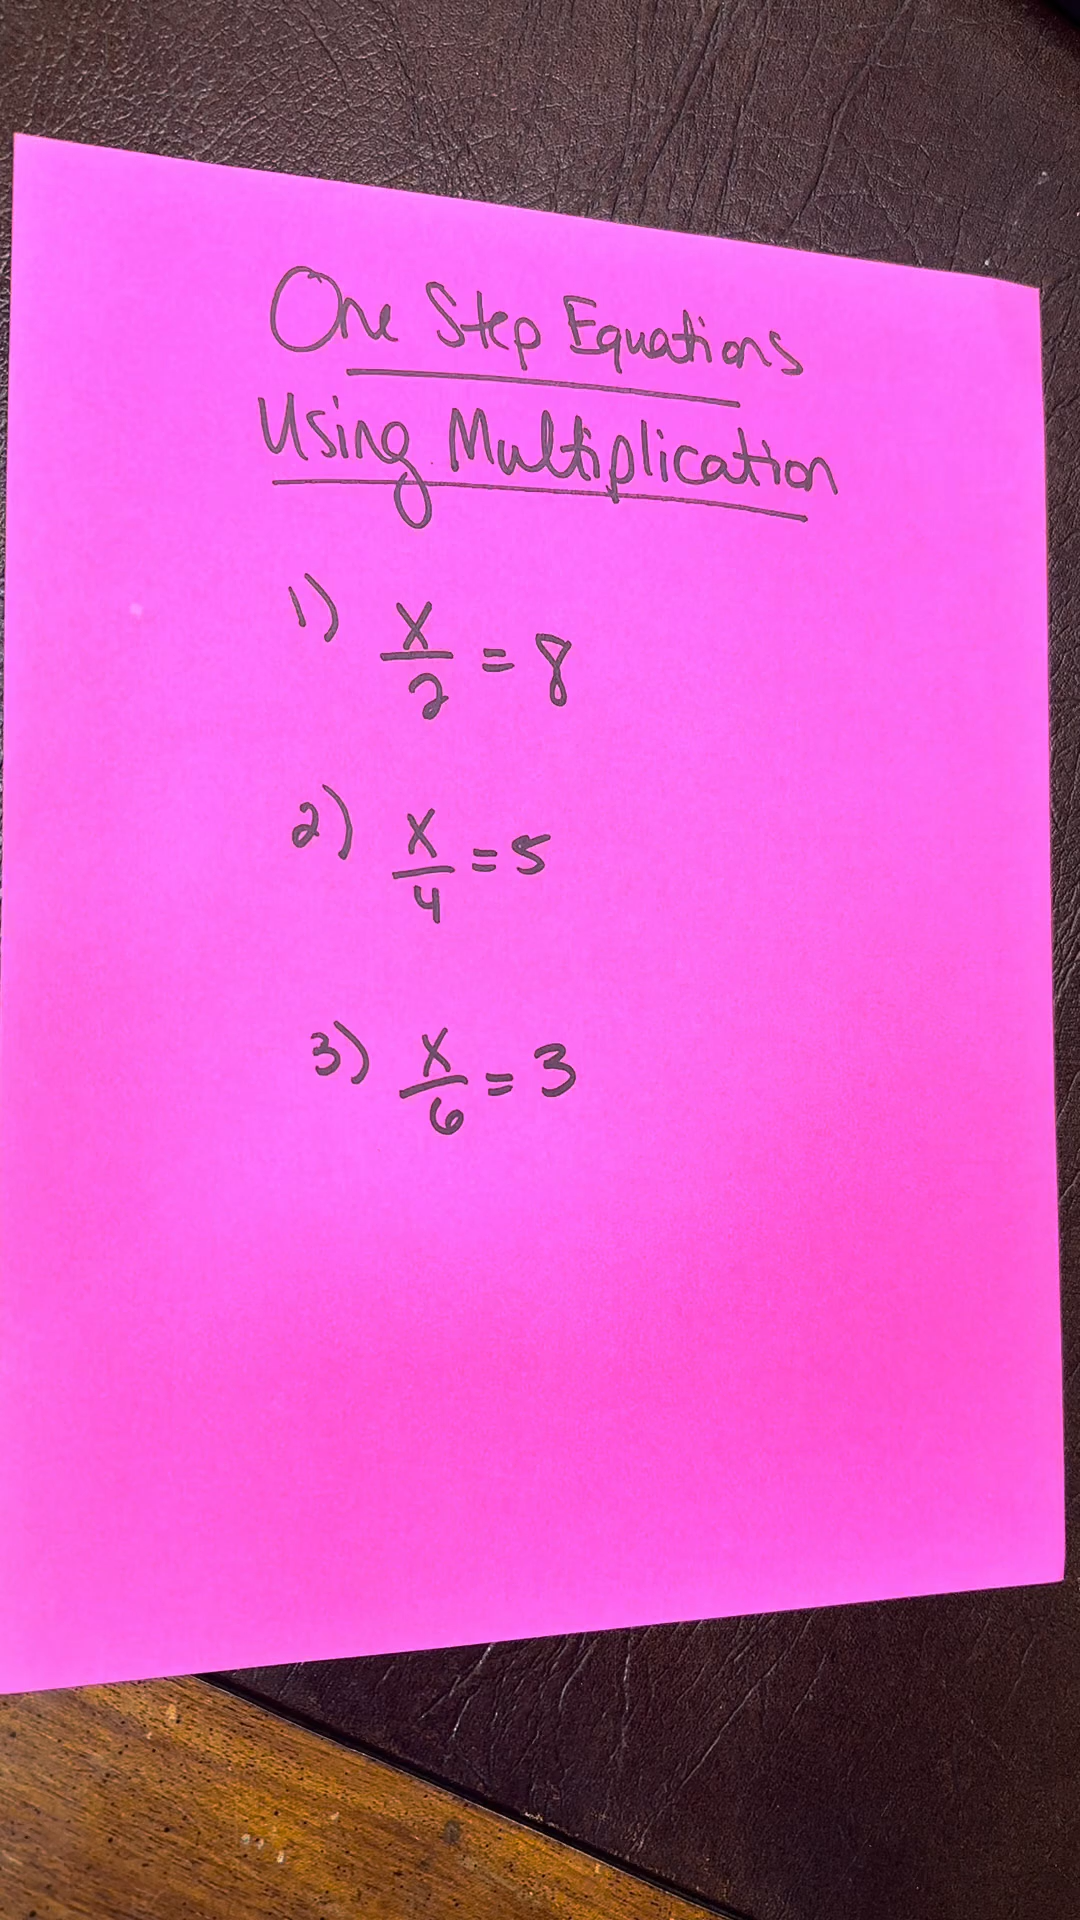 One Step Equations
Using Multiplication
1) x/2 = 8
2) x/4 = 5
3) x/6 = 3